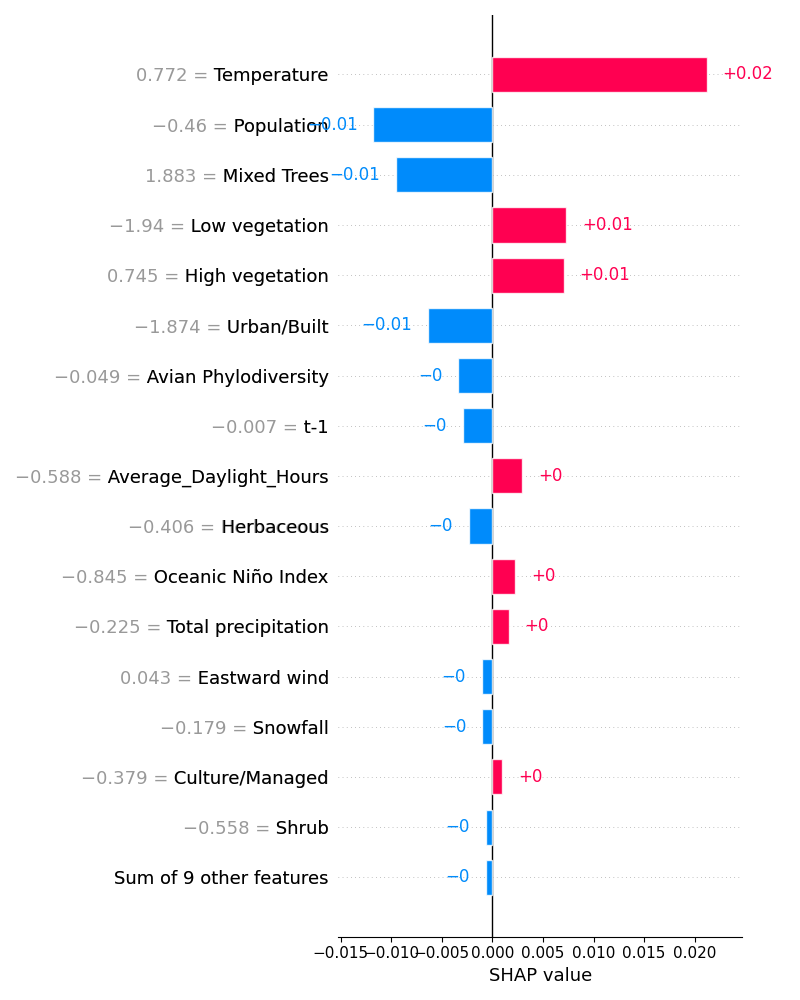 0.772 = Temperature +0.02
−0.46 = Population −0.01
1.883 = Mixed Trees −0.01
−1.94 = Low vegetation +0.01
0.745 = High vegetation +0.01
−1.874 = Urban/Built −0.01
−0.049 = Avian Phylodiversity −0
−0.007 = t-1 −0
−0.588 = Average_Daylight_Hours +0
−0.406 = Herbaceous −0
−0.845 = Oceanic Niño Index +0
−0.225 = Total precipitation +0
0.043 = Eastward wind −0
−0.179 = Snowfall −0
−0.379 = Culture/Managed +0
−0.558 = Shrub −0
Sum of 9 other features −0
−0.015 −0.010 −0.005 0.000 0.005 0.010 0.015 0.020
SHAP value